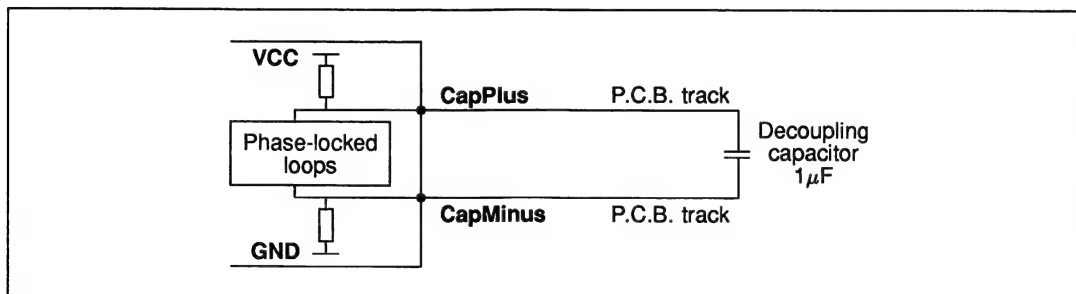 VCC
CapPlus
P.C.B. track
Phase-locked
loops
Decoupling
capacitor
1μF
CapMinus
P.C.B. track
GND